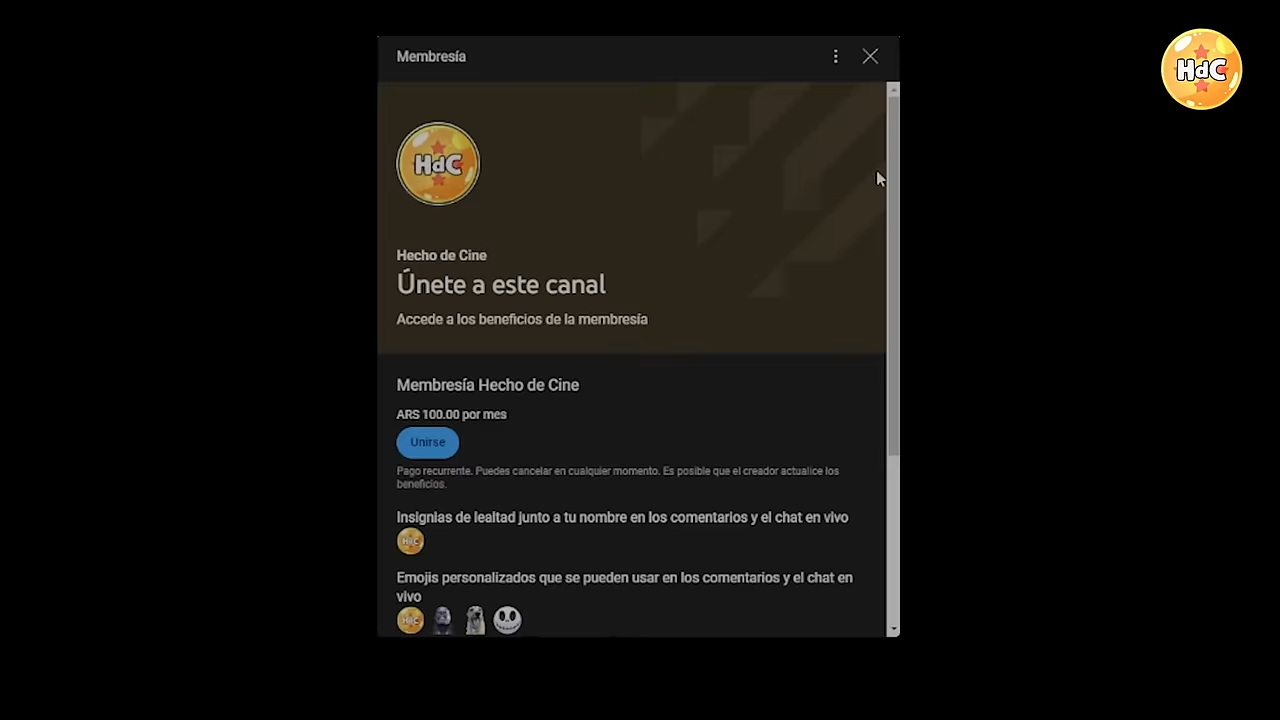 Membresía
HdC
HdC
Hecho de Cine
Únete a este canal
Accede a los beneficios de la membresía
Membresía Hecho de Cine
ARS 100.00 por mes
Unirse
Pago recurrente. Puedes cancelar en cualquier momento. Es posible que el creador actualice los
beneficios.
Insignias de lealtad junto a tu nombre en los comentarios y el chat en vivo
HdC
Emojis personalizados que se pueden usar en los comentarios y el chat en
vivo
HdC